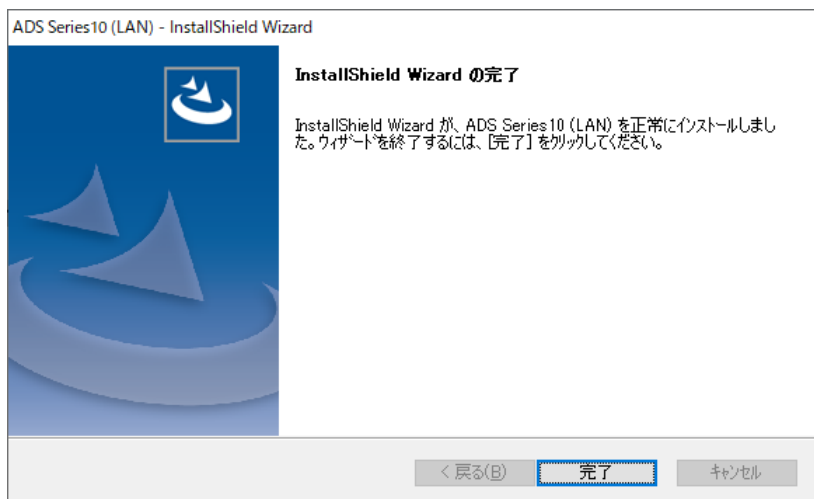 ADS Series10 (LAN) - InstallShield Wizard
InstallShield Wizard の完了
InstallShield Wizard が、ADS Series10 (LAN) を正常にインストールしまし
た。ウィザードを終了するには、[完了] をクリックしてください。
< 戻る(B) 完了 キャンセル